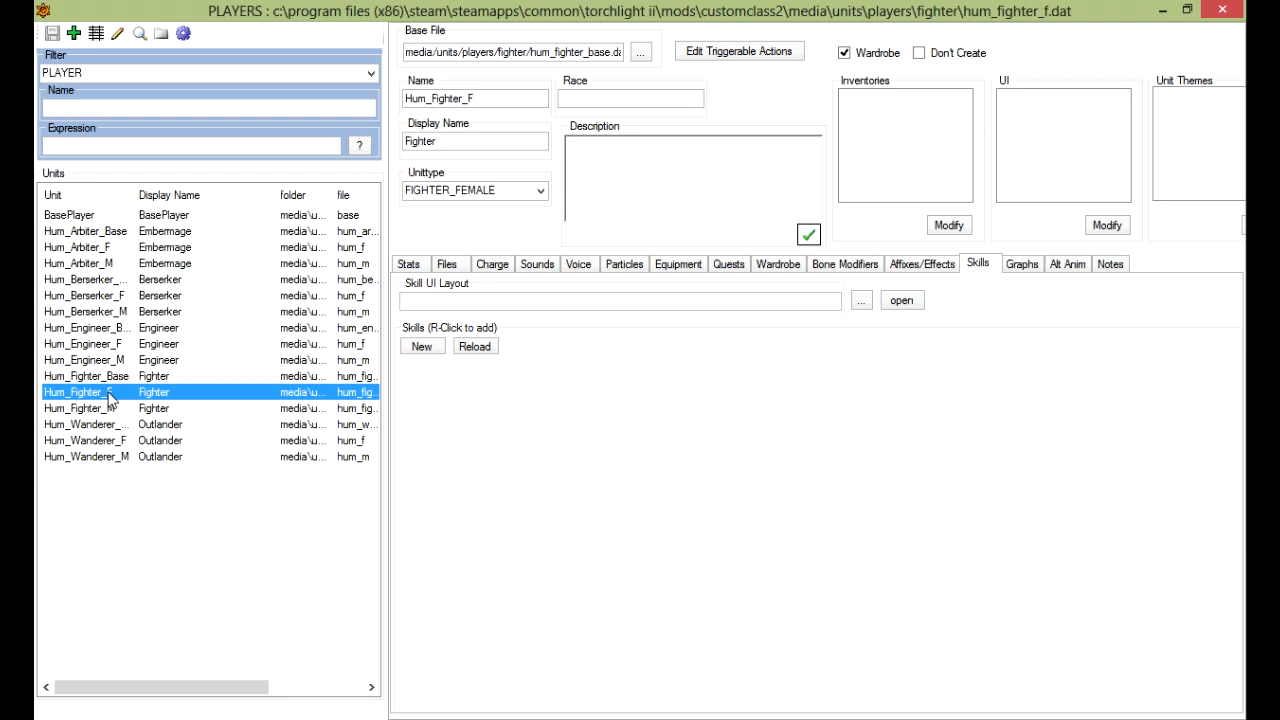 PLAYERS : c:\program files (x86)\steam\steamapps\common\torchlight ii\mods\customclass2\media\units\players\fighter\hum_fighter_f.dat
Filter
PLAYER
Name
Expression
?
Units
Unit Display Name folder file
BasePlayer BasePlayer media\u... base
Hum_Arbiter_Base Embermage media\u... hum_ar...
Hum_Arbiter_F Embermage media\u... hum_f
Hum_Arbiter_M Embermage media\u... hum_m
Hum_Berserker_... Berserker media\u... hum_be...
Hum_Berserker_F Berserker media\u... hum_f
Hum_Berserker_M Berserker media\u... hum_m
Hum_Engineer_B... Engineer media\u... hum_en...
Hum_Engineer_F Engineer media\u... hum_f
Hum_Engineer_M Engineer media\u... hum_m
Hum_Fighter_Base Fighter media\u... hum_fig...
Hum_Fighter_F Fighter media\u... hum_fig...
Hum_Fighter_M Fighter media\u... hum_fig...
Hum_Wanderer_... Outlander media\u... hum_w...
Hum_Wanderer_F Outlander media\u... hum_f
Hum_Wanderer_M Outlander media\u... hum_m
Base File
media/units/players/fighter/hum_fighter_base.da
...
Edit Triggerable Actions
Wardrobe
Don't Create
Name
Hum_Fighter_F
Race
Display Name
Fighter
Description
Unittype
FIGHTER_FEMALE
Inventories
Modify
UI
Modify
Unit Themes
Stats Files Charge Sounds Voice Particles Equipment Quests Wardrobe Bone Modifiers Affixes/Effects Skills Graphs Alt Anim Notes
Skill UI Layout
... open
Skills (R-Click to add)
New Reload